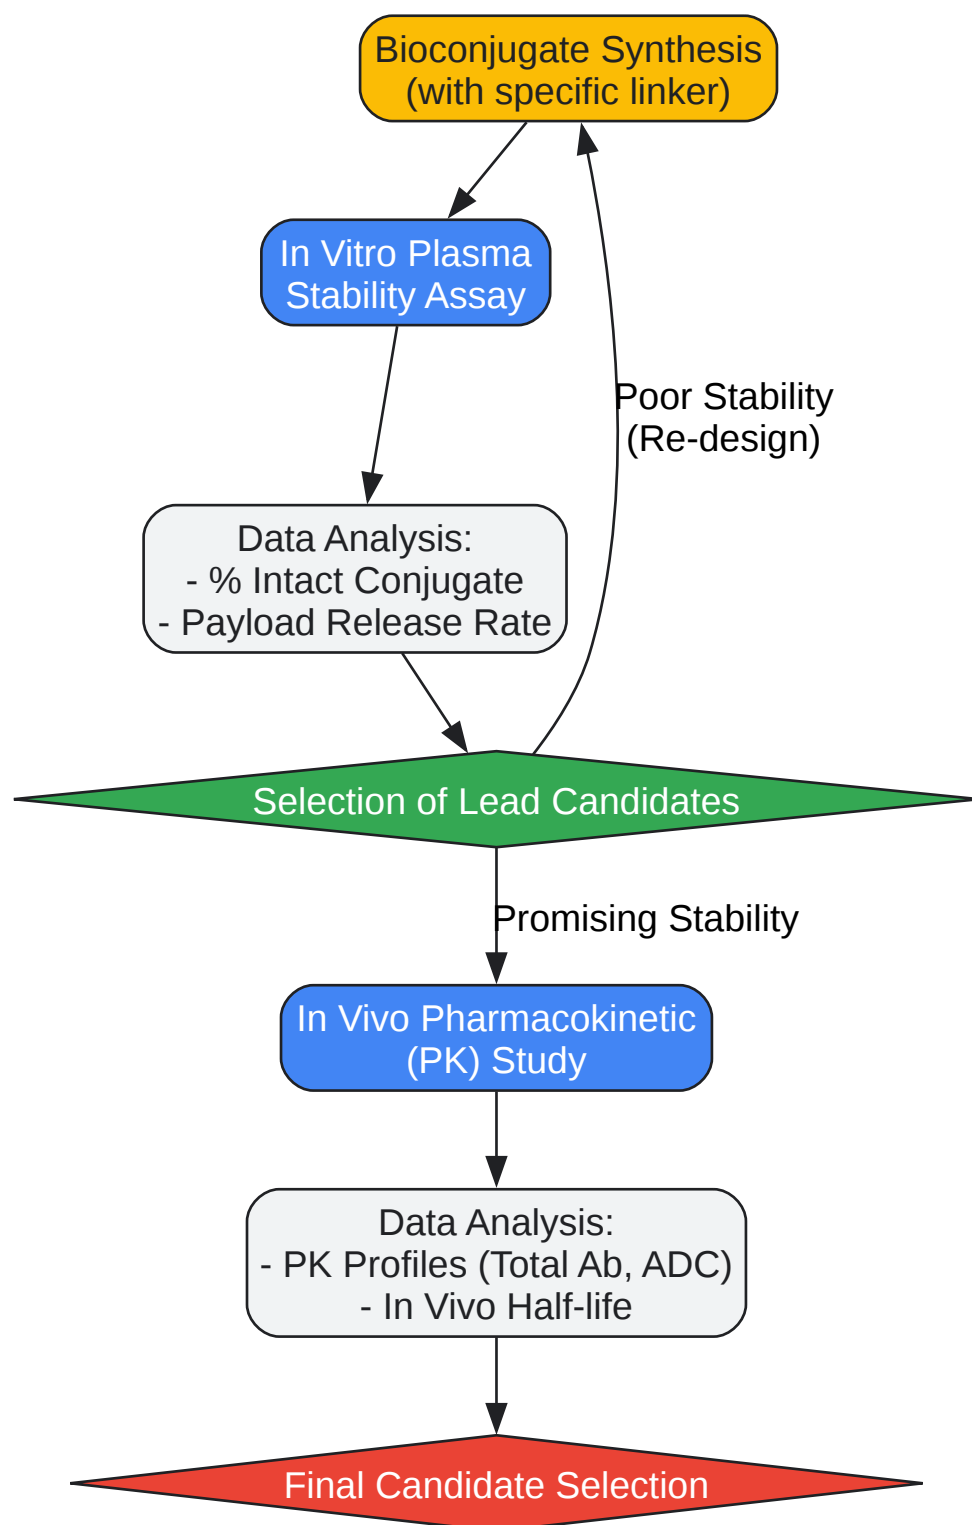 Bioconjugate Synthesis
(with specific linker)
In Vitro Plasma
Stability Assay
Poor Stability
(Re-design)
Data Analysis:
- % Intact Conjugate
- Payload Release Rate
Selection of Lead Candidates
Promising Stability
In Vivo Pharmacokinetic
(PK) Study
Data Analysis:
- PK Profiles (Total Ab, ADC)
- In Vivo Half-life
Final Candidate Selection